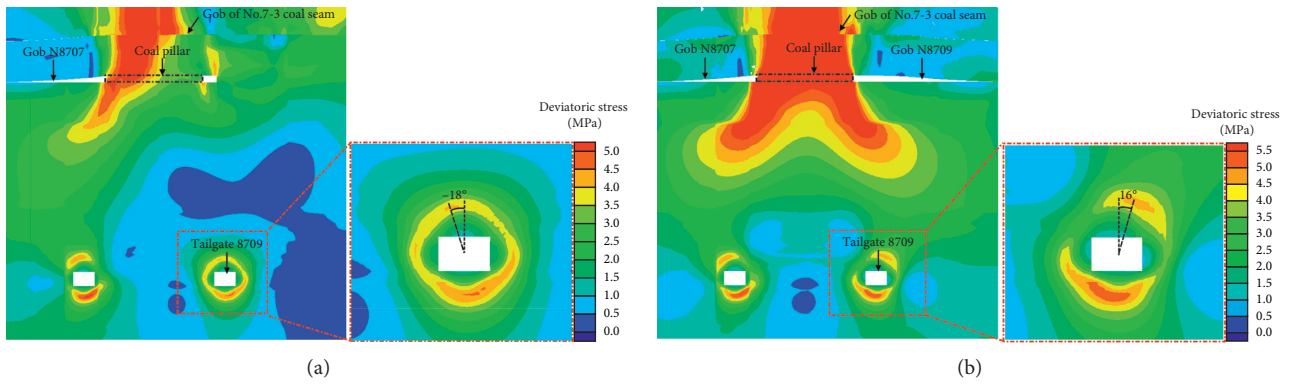 Gob of No.7-3 coal seam
Gob N8707
Coal pillar
Deviatoric stress
(MPa)
5.0
4.5
4.0
3.5
3.0
2.5
2.0
1.5
1.0
0.5
0.0
–18°
Tailgate 8709
(a)
Gob of No.7-3 coal seam
Gob N8707
Coal pillar
Gob N8709
Deviatoric stress
(MPa)
5.5
5.0
4.5
4.0
3.5
3.0
2.5
2.0
1.5
1.0
0.5
0.0
16°
Tailgate 8709
(b)